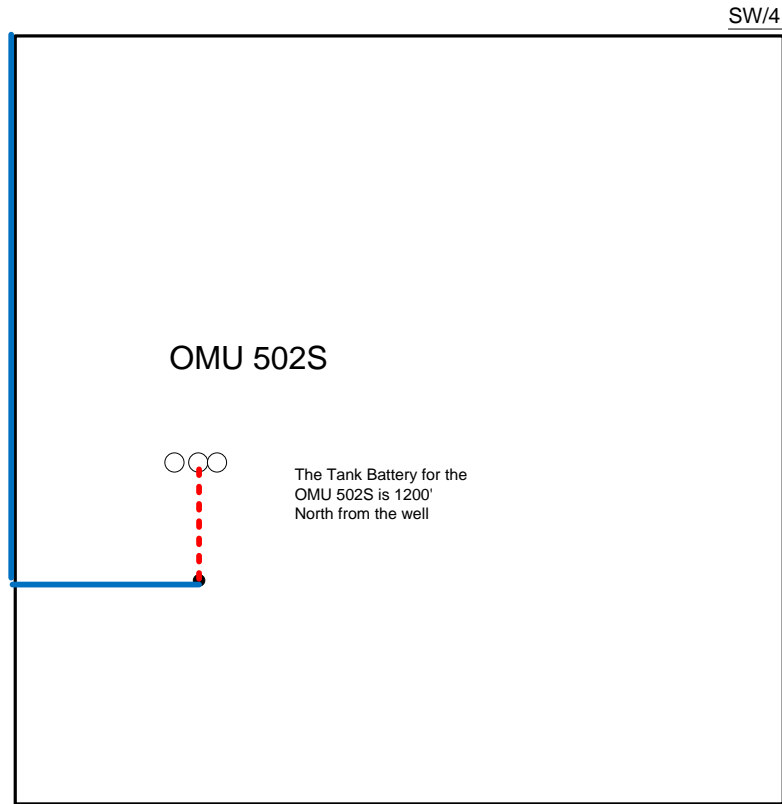 SW/4
OMU 502S
The Tank Battery for the
OMU 502S is 1200'
North from the well